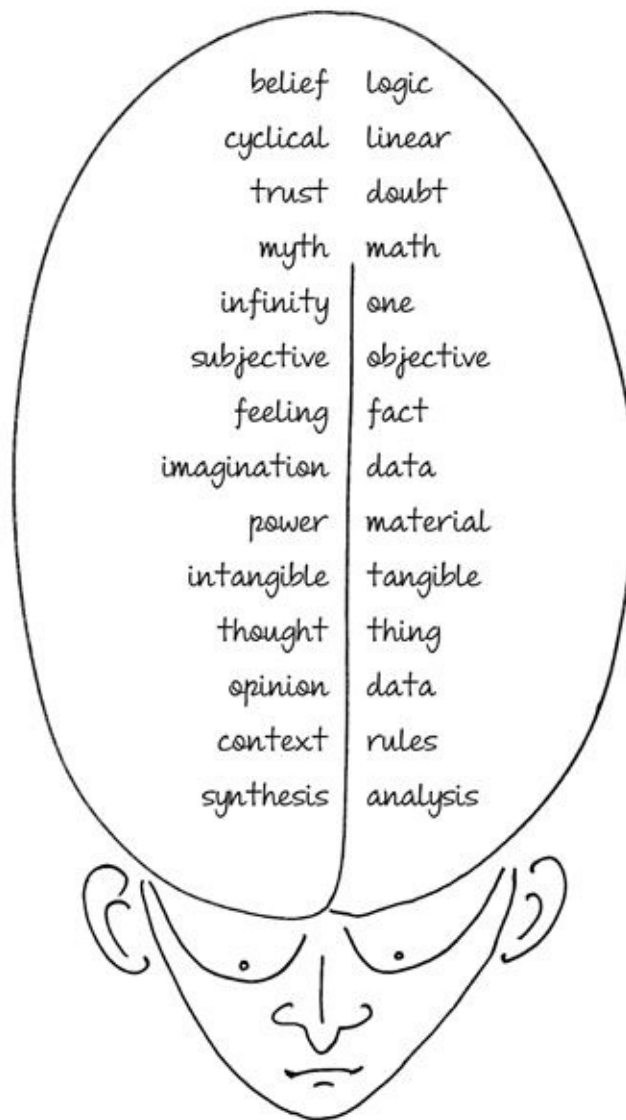 belief logic
cyclical linear
trust doubt
myth math
infinity one
subjective objective
feeling fact
imagination data
power material
intangible tangible
thought thing
opinion data
context rules
synthesis analysis